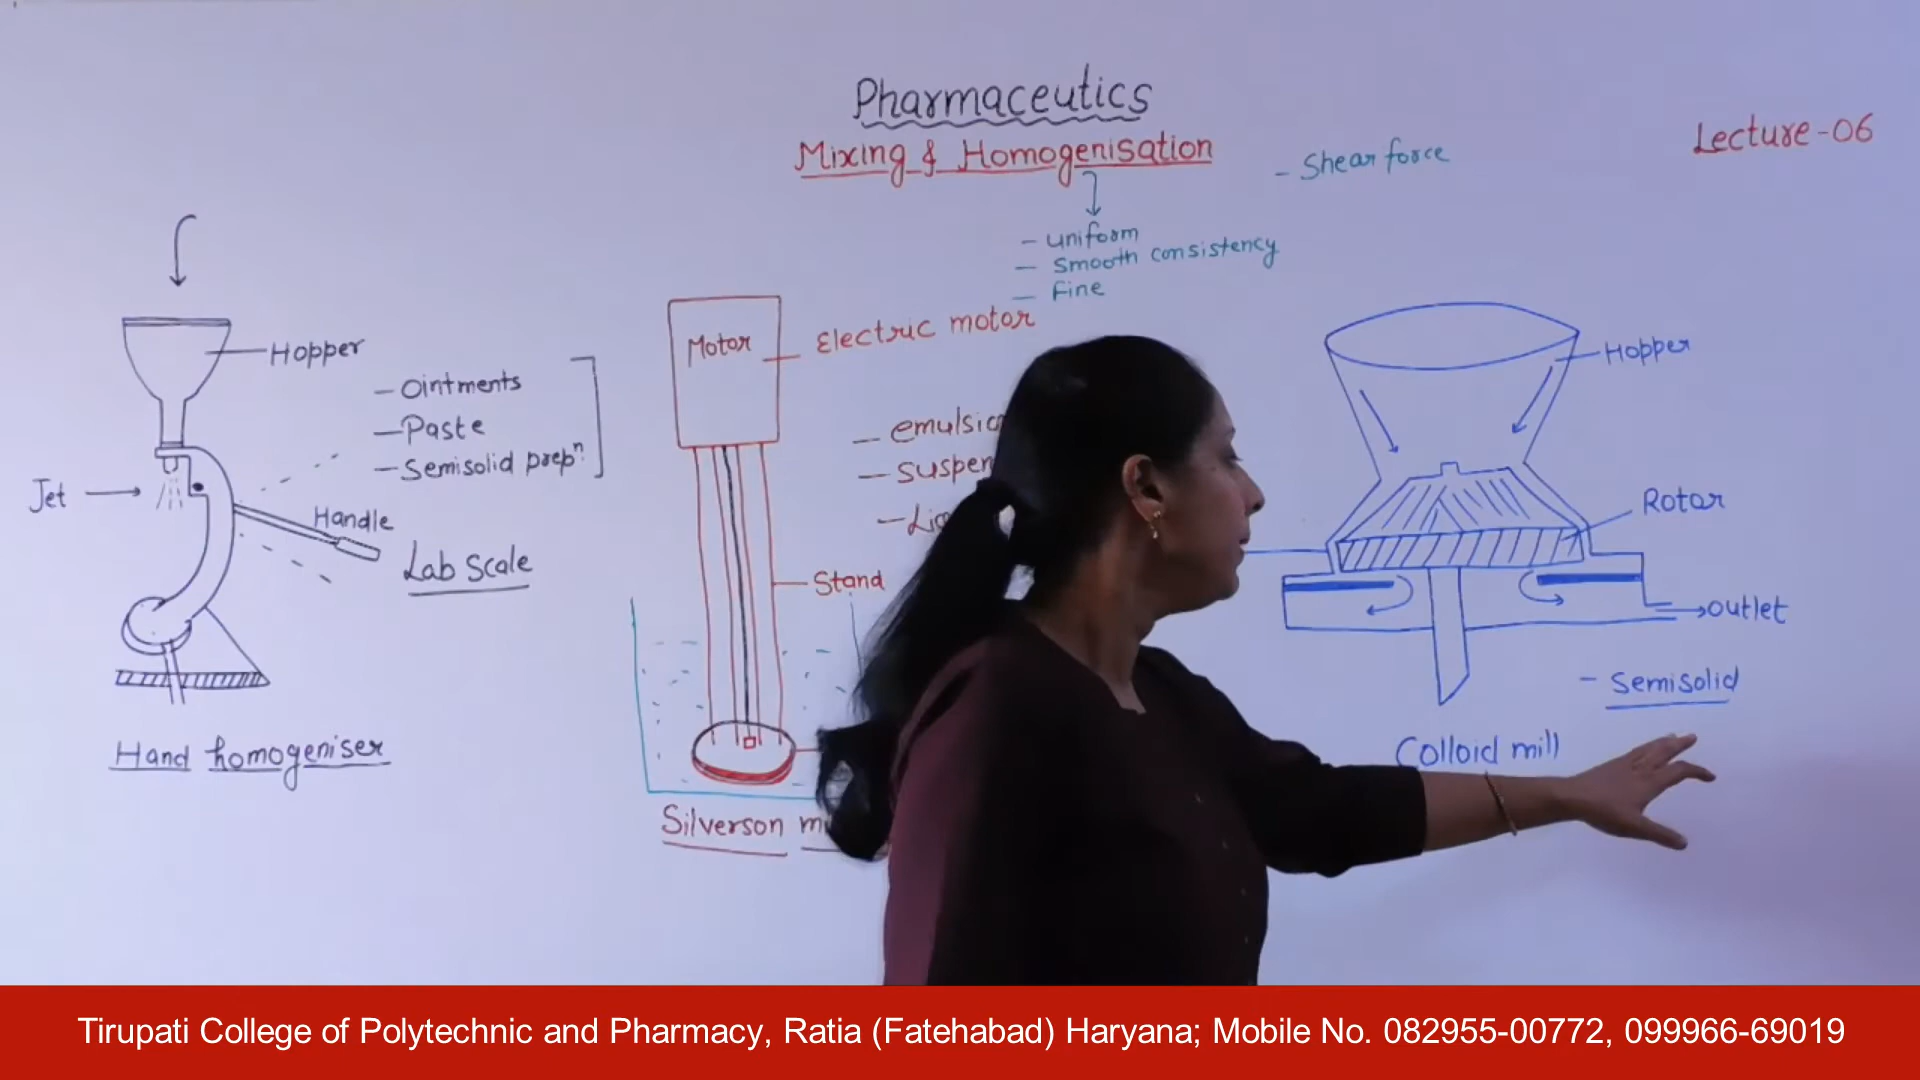 Pharmaceutics
Mixing & Homogenisation
- Shear force
Lecture-06
- uniform
- Smooth consistency
- Fine
Hopper
- Ointments
- Paste
- Semisolid prepⁿ
Jet
Handle
Lab Scale
Hand homogeniser
Motor
Electric motor
Stand
Silverson
Hopper
Rotar
outlet
- Semisolid
Colloid mill
Tirupati College of Polytechnic and Pharmacy, Ratia (Fatehabad) Haryana; Mobile No. 082955-00772, 099966-69019